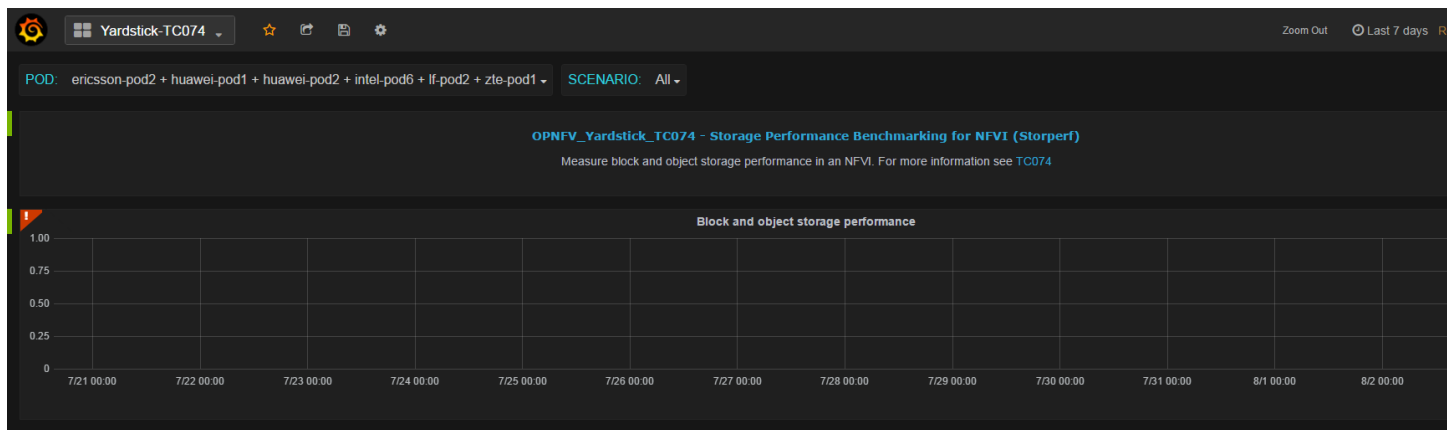 Yardstick-TC074
Zoom Out
Last 7 days
R
POD: ericsson-pod2 + huawei-pod1 + huawei-pod2 + intel-pod6 + lf-pod2 + zte-pod1
SCENARIO: All
OPNFV_Yardstick_TC074 - Storage Performance Benchmarking for NFVI (Storperf)
Measure block and object storage performance in an NFVI. For more information see TC074
!
Block and object storage performance
1.00
0.75
0.50
0.25
0
7/21 00:00 7/22 00:00 7/23 00:00 7/24 00:00 7/25 00:00 7/26 00:00 7/27 00:00 7/28 00:00 7/29 00:00 7/30 00:00 7/31 00:00 8/1 00:00 8/2 00:00